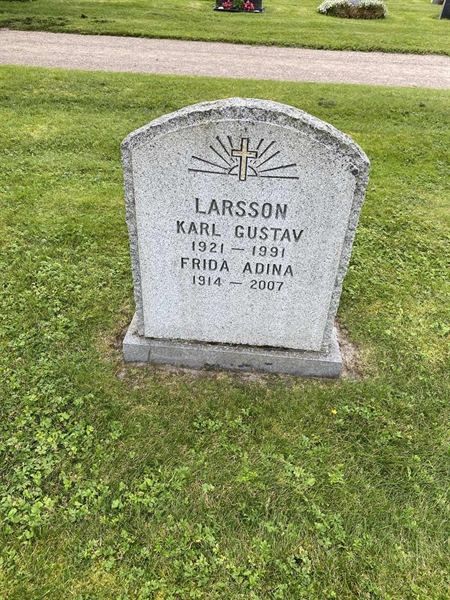 LARSSON
KARL GUSTAV
1921 — 1991
FRIDA ADINA
1914 — 2007